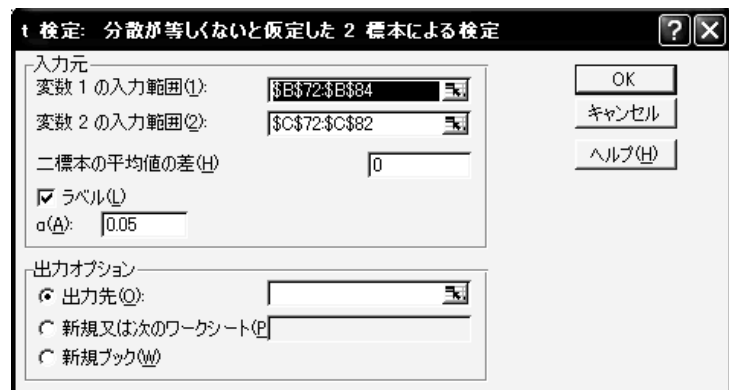 t 検定: 分散が等しくないと仮定した 2 標本による検定
入力元
変数 1 の入力範囲(1): $B$72:$B$84
変数 2 の入力範囲(2): $C$72:$C$82
二標本の平均値の差(H) 0
ラベル(L)
α(A): 0.05
OK
キャンセル
ヘルプ(H)
出力オプション
出力先(O):
新規又は次のワークシート(P
新規ブック(W)